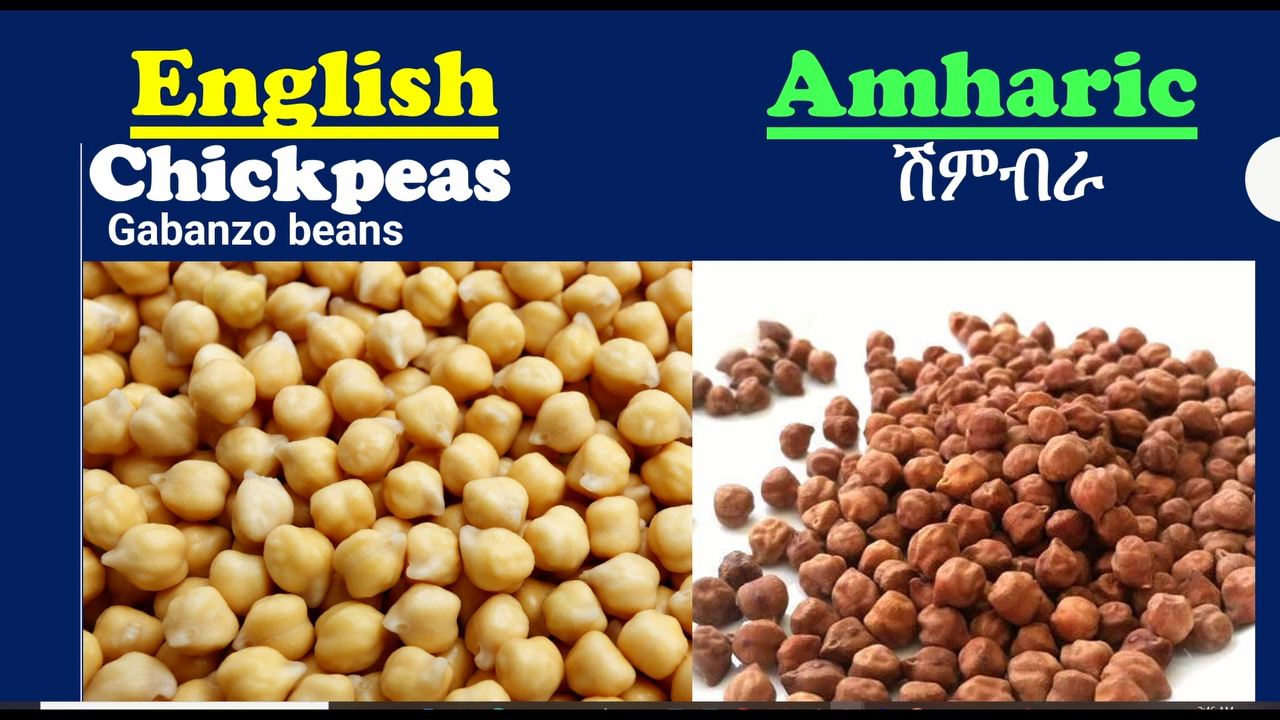 English
Amharic
Chickpeas
ሽምብራ
Gabanzo beans